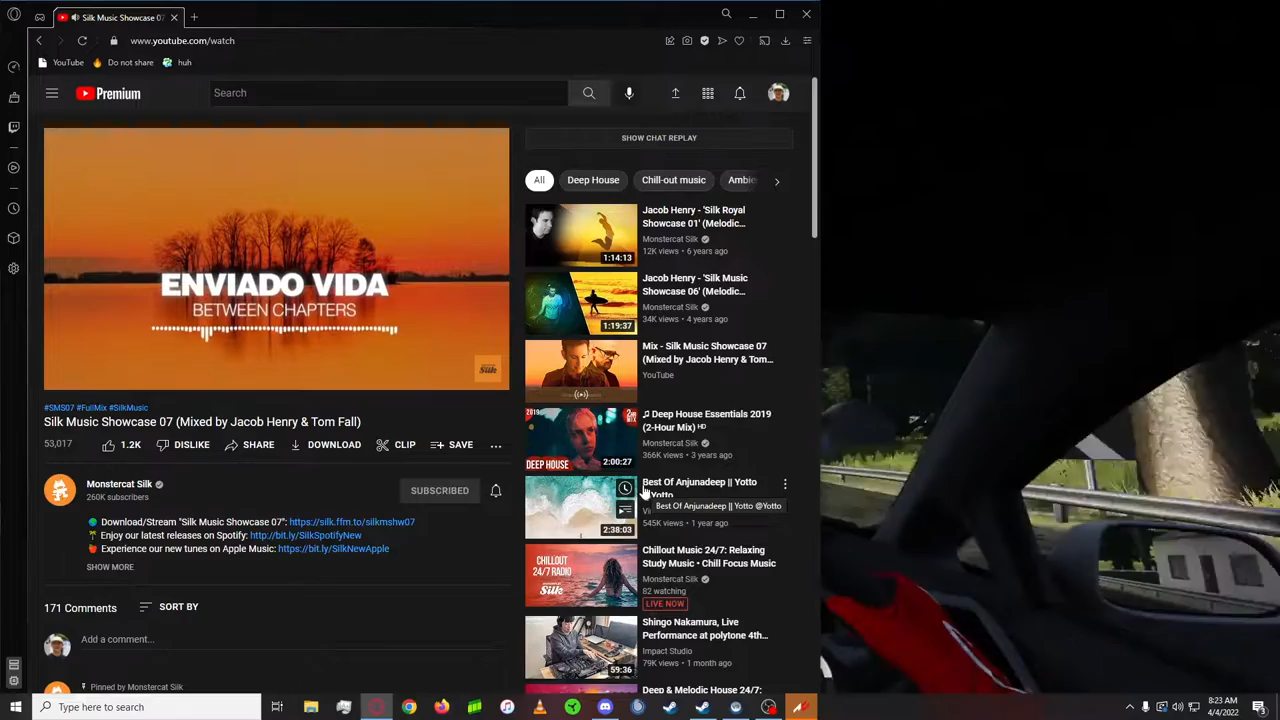 Silk Music Showcase 07
www.youtube.com/watch
YouTube
Do not share
huh
Premium
Search
ENVIADO VIDA
BETWEEN CHAPTERS
Silk
#SMS07 #FullMix #SilkMusic
Silk Music Showcase 07 (Mixed by Jacob Henry & Tom Fall)
53,017
1.2K
DISLIKE
SHARE
DOWNLOAD
CLIP
SAVE
Monstercat Silk
260K subscribers
SUBSCRIBED
Download/Stream "Silk Music Showcase 07": https://silk.ffm.to/silkmshw07
Enjoy our latest releases on Spotify: http://bit.ly/SilkSpotifyNew
Experience our new tunes on Apple Music: https://bit.ly/SilkNewApple
SHOW MORE
171 Comments
SORT BY
Add a comment...
Pinned by Monstercat Silk
SHOW CHAT REPLAY
All
Deep House
Chill-out music
Ambie
1:14:13
Jacob Henry - 'Silk Royal
Showcase 01' (Melodic...
Monstercat Silk
12K views • 6 years ago
1:19:37
Jacob Henry - 'Silk Music
Showcase 06' (Melodic...
Monstercat Silk
34K views • 4 years ago
Mix - Silk Music Showcase 07
(Mixed by Jacob Henry & Tom...
YouTube
2019
DEEP HOUSE
2:00:27
♫ Deep House Essentials 2019
(2-Hour Mix) ᴴᴰ
Monstercat Silk
366K views • 3 years ago
2:38:03
Best Of Anjunadeep || Yotto
Yotto
Best Of Anjunadeep || Yotto @Yotto
545K views • 1 year ago
CHILLOUT
24/7 RADIO
Silk
Chillout Music 24/7: Relaxing
Study Music • Chill Focus Music
Monstercat Silk
82 watching
LIVE NOW
59:36
Shingo Nakamura, Live
Performance at polytone 4th...
Impact Studio
79K views • 1 month ago
Deep & Melodic House 24/7:
Type here to search
8:23 AM
4/4/2022